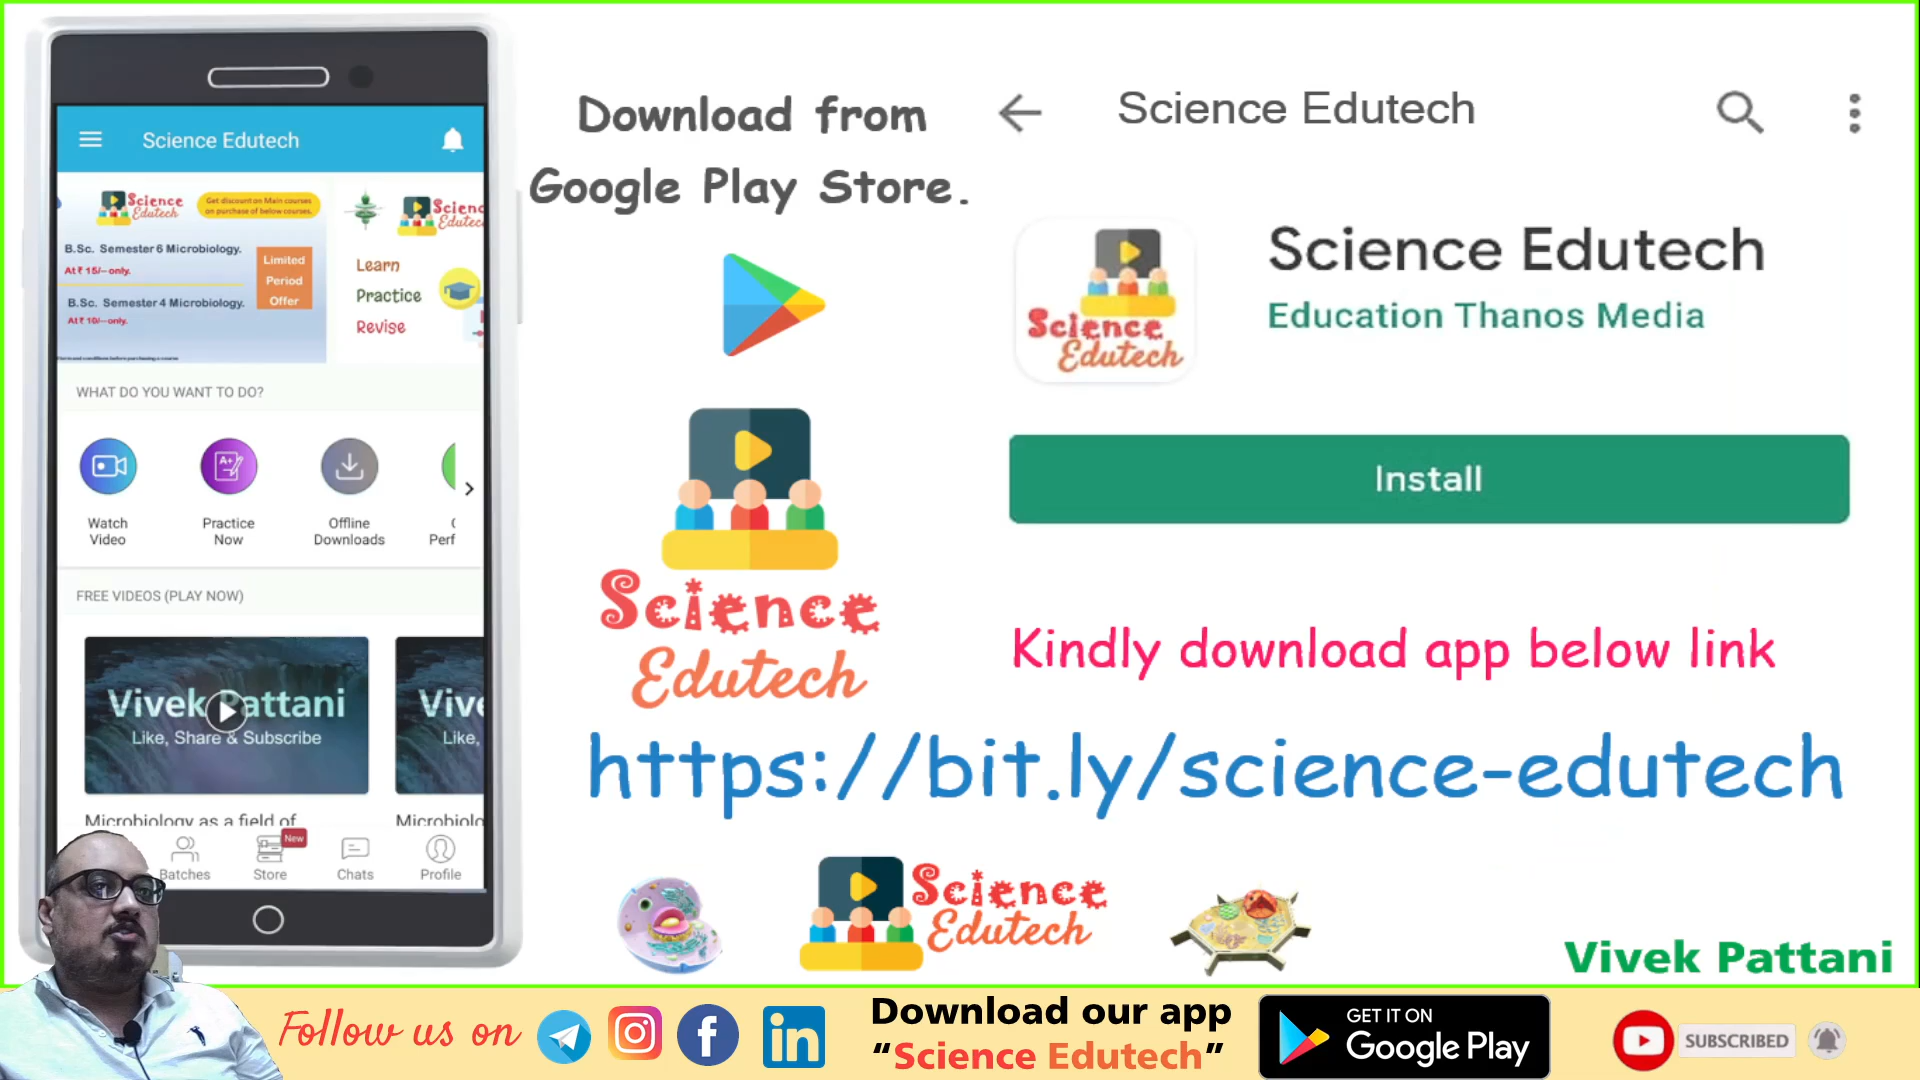 Science Edutech
Science
Edutech
Get discount on Main courses
on purchase of below courses.
B.Sc. Semester 6 Microbiology.
At ₹ 15/- only.
B.Sc. Semester 4 Microbiology.
At ₹ 10/- only.
Limited
Period
Offer
Learn
Practice
Revise
WHAT DO YOU WANT TO DO?
Watch
Video
Practice
Now
Offline
Downloads
Perf
FREE VIDEOS (PLAY NOW)
Vivek Pattani
Like, Share & Subscribe
Microbiology as a field of
Batches
New
Store
Chats
Profile
Download from
Google Play Store.
Science
Edutech
Science Edutech
Science
Edutech
Science Edutech
Education Thanos Media
Install
Kindly download app below link
https://bit.ly/science-edutech
Science
Edutech
Vivek Pattani
Follow us on
Download our app
“Science Edutech”
GET IT ON
Google Play
SUBSCRIBED